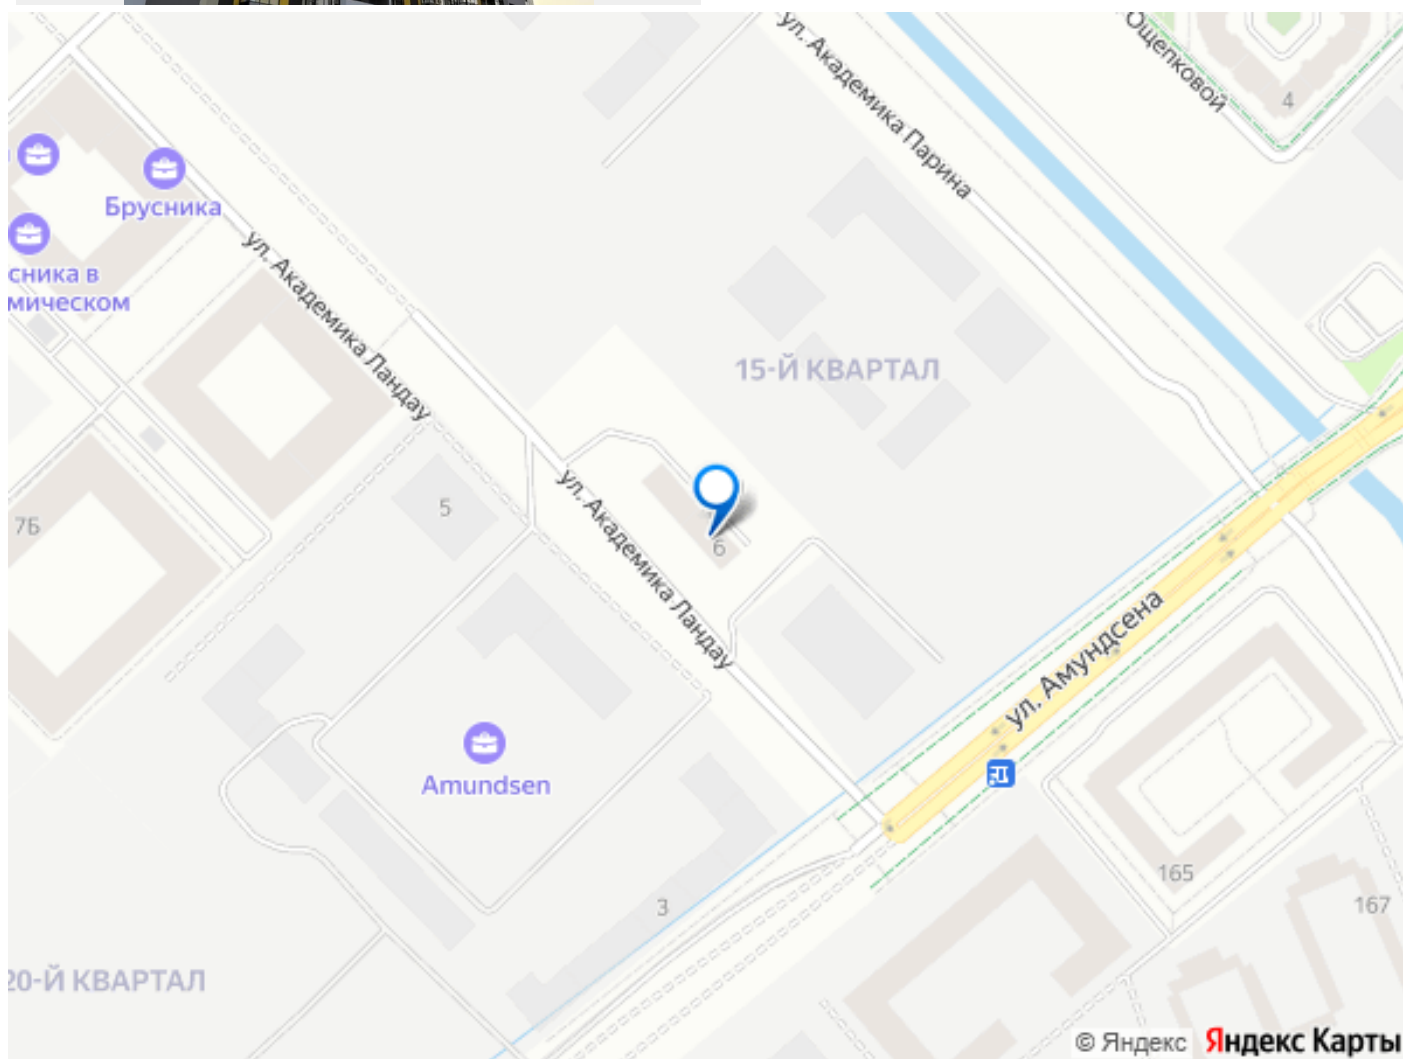 ул. Академика Парина
Ощепковой
4
Брусника
сника в
мическом
ул. Академика Ландау
15-Й КВАРТАЛ
5
7Б
ул. Академика Ландау
6
ул. Амундсена
Amundsen
165
3
167
20-Й КВАРТАЛ
© Яндекс Яндекс Карты